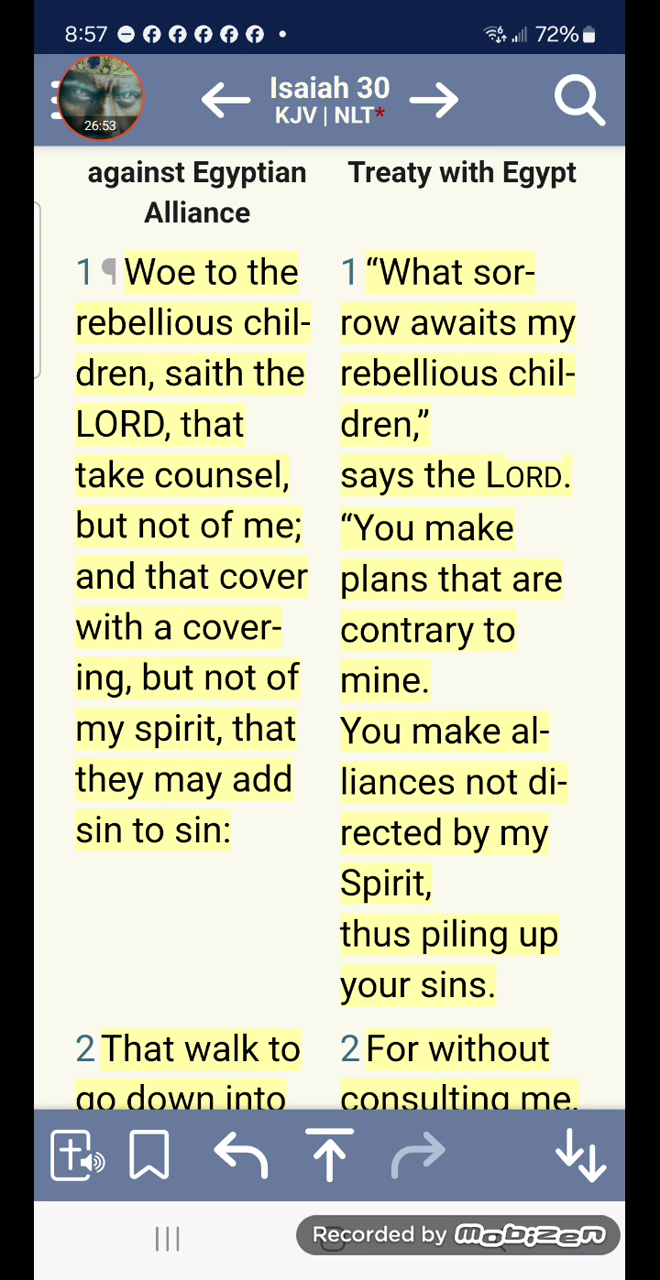 8:57
72%
26:53
Isaiah 30
KJV | NLT*
against Egyptian
Alliance
1 ¶ Woe to the
rebellious chil-
dren, saith the
LORD, that
take counsel,
but not of me;
and that cover
with a cover-
ing, but not of
my spirit, that
they may add
sin to sin:
2 That walk to
go down into
Treaty with Egypt
1 “What sor-
row awaits my
rebellious chil-
dren,”
says the LORD.
“You make
plans that are
contrary to
mine.
You make al-
liances not di-
rected by my
Spirit,
thus piling up
your sins.
2 For without
consulting me,
Recorded by mobizen